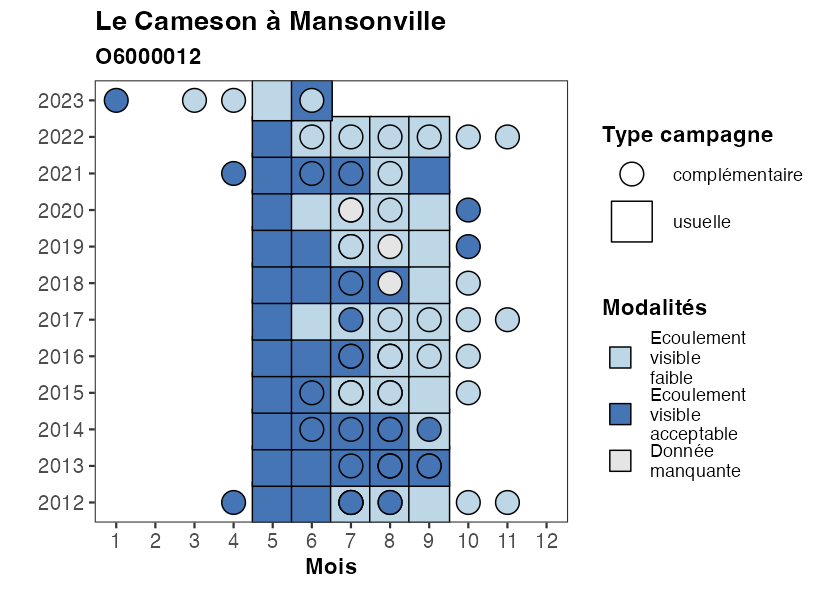 Le Cameson à Mansonville
O6000012
2023
2022
2021
2020
2019
2018
2017
2016
2015
2014
2013
2012
1 2 3 4 5 6 7 8 9 10 11 12
Mois
Type campagne
complémentaire
usuelle
Modalités
Ecoulement
visible
faible
Ecoulement
visible
acceptable
Donnée
manquante